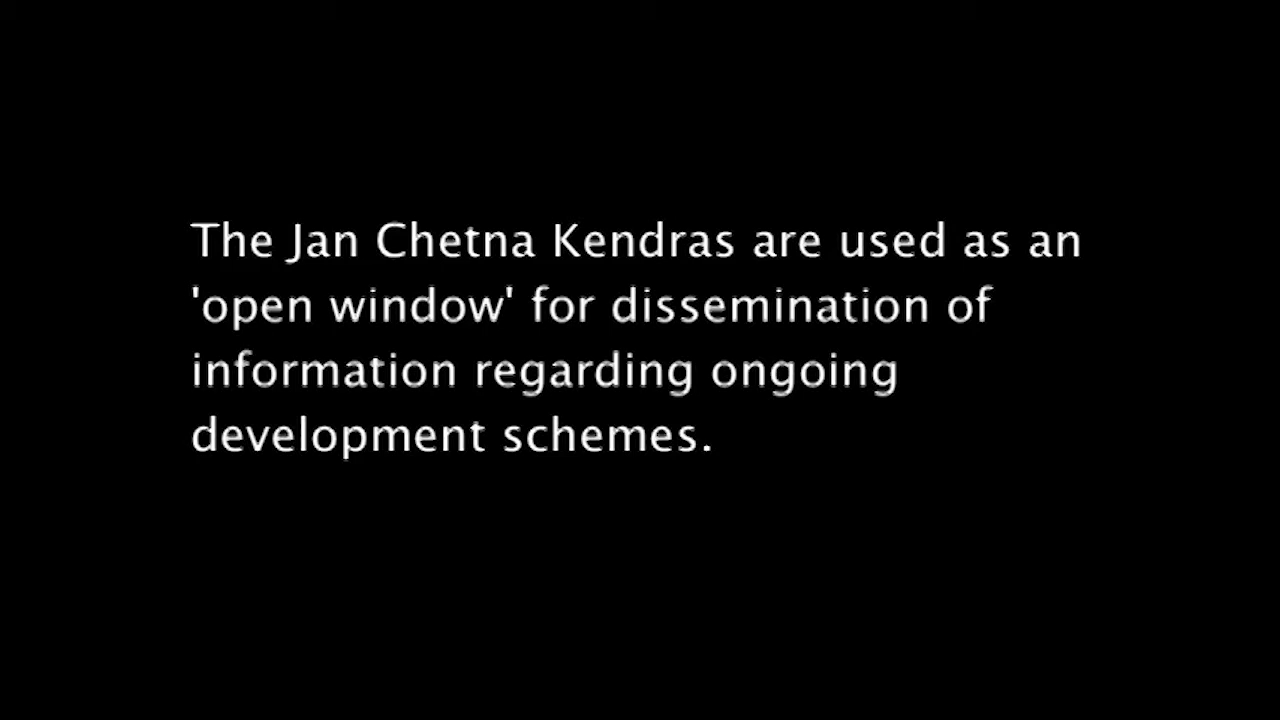 The Jan Chetna Kendras are used as an
'open window' for dissemination of
information regarding ongoing
development schemes.